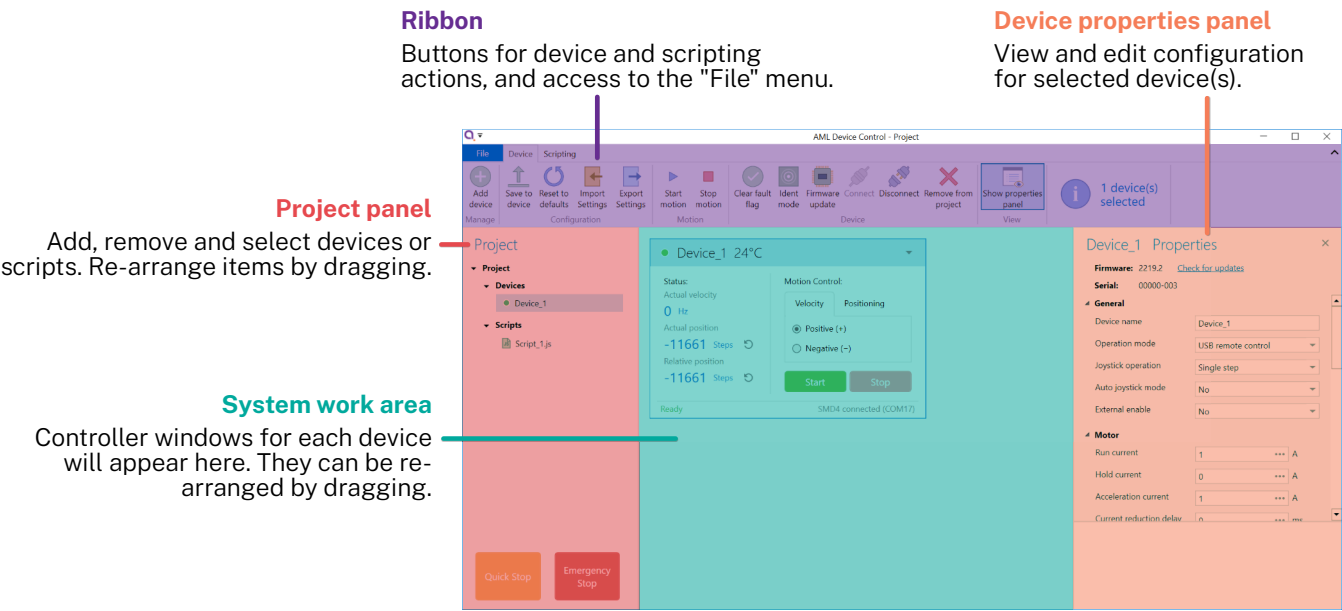 Ribbon
Buttons for device and scripting
actions, and access to the "File" menu.
Device properties panel
View and edit configuration
for selected device(s).
Project panel
Add, remove and select devices or
scripts. Re-arrange items by dragging.
System work area
Controller windows for each device
will appear here. They can be re-
arranged by dragging.
AML Device Control - Project
File Device Scripting
Add device
Save to device
Reset to defaults
Import Settings
Export Settings
Start motion
Stop motion
Clear fault flag
Ident mode
Firmware update
Connect
Disconnect
Remove from project
Show properties panel
1 device(s)
selected
Manage Configuration Motion Device View
Project
Project
Devices
Device_1
Scripts
Script_1.js
Quick Stop
Emergency
Stop
Device_1 24°C
Status:
Actual velocity
0 Hz
Actual position
-11661 Steps
Relative position
-11661 Steps
Motion Control:
Velocity Positioning
Positive (+)
Negative (−)
Start Stop
Ready SMD4 connected (COM17)
Device_1 Properties
Firmware: 2219.2 Check for updates
Serial: 00000-003
General
Device name Device_1
Operation mode USB remote control
Joystick operation Single step
Auto joystick mode No
External enable No
Motor
Run current 1 ••• A
Hold current 0 ••• A
Acceleration current 1 ••• A
Current reduction delay 0 ••• ms